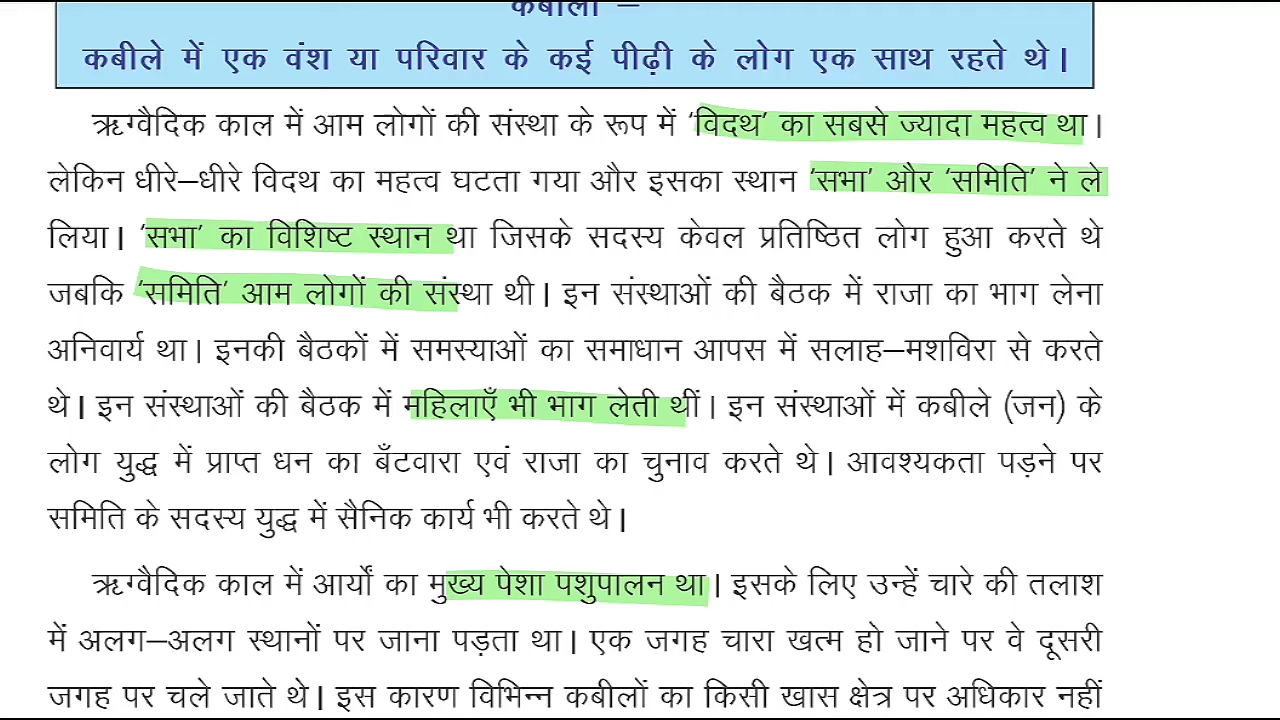 कबीला –
कबीले में एक वंश या परिवार के कई पीढ़ी के लोग एक साथ रहते थे।
ऋग्वैदिक काल में आम लोगों की संस्था के रूप में ‘विदथ’ का सबसे ज्यादा महत्व था।
लेकिन धीरे–धीरे विदथ का महत्व घटता गया और इसका स्थान ‘सभा’ और ‘समिति’ ने ले
लिया। ‘सभा’ का विशिष्ट स्थान था जिसके सदस्य केवल प्रतिष्ठित लोग हुआ करते थे
जबकि ‘समिति’ आम लोगों की संस्था थी। इन संस्थाओं की बैठक में राजा का भाग लेना
अनिवार्य था। इनकी बैठकों में समस्याओं का समाधान आपस में सलाह–मशविरा से करते
थे। इन संस्थाओं की बैठक में महिलाएँ भी भाग लेती थीं। इन संस्थाओं में कबीले (जन) के
लोग युद्ध में प्राप्त धन का बँटवारा एवं राजा का चुनाव करते थे। आवश्यकता पड़ने पर
समिति के सदस्य युद्ध में सैनिक कार्य भी करते थे।
ऋग्वैदिक काल में आर्यों का मुख्य पेशा पशुपालन था। इसके लिए उन्हें चारे की तलाश
में अलग–अलग स्थानों पर जाना पड़ता था। एक जगह चारा खत्म हो जाने पर वे दूसरी
जगह पर चले जाते थे। इस कारण विभिन्न कबीलों का किसी खास क्षेत्र पर अधिकार नहीं